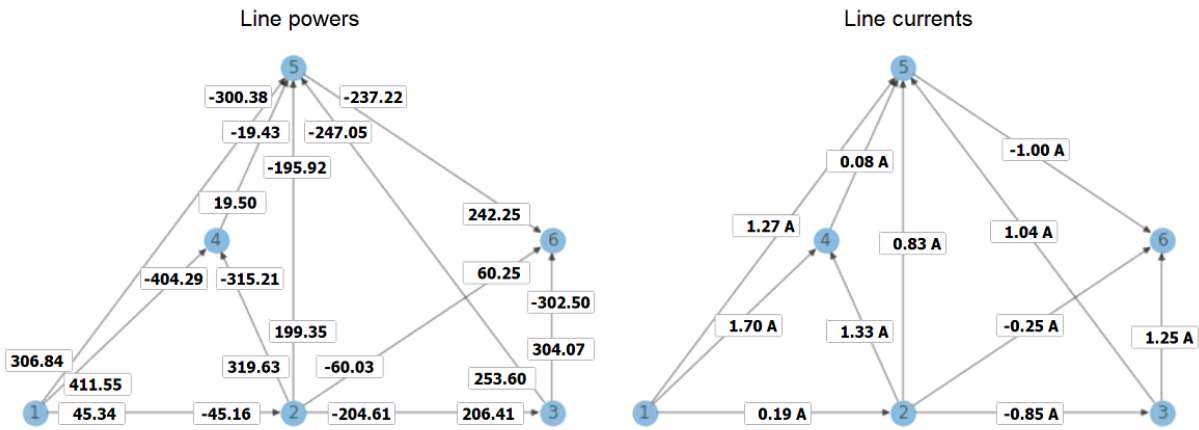 Line powers
Line currents
5
5
-300.38
-237.22
-19.43
-247.05
-1.00 A
-195.92
0.08 A
19.50
242.25
1.27 A
1.04 A
4
6
4
0.83 A
6
-404.29
-315.21
60.25
-302.50
1.70 A
1.33 A
-0.25 A
1.25 A
199.35
304.07
306.84
319.63
-60.03
411.55
253.60
1
45.34
-45.16
2
-204.61
206.41
3
1
0.19 A
2
-0.85 A
3